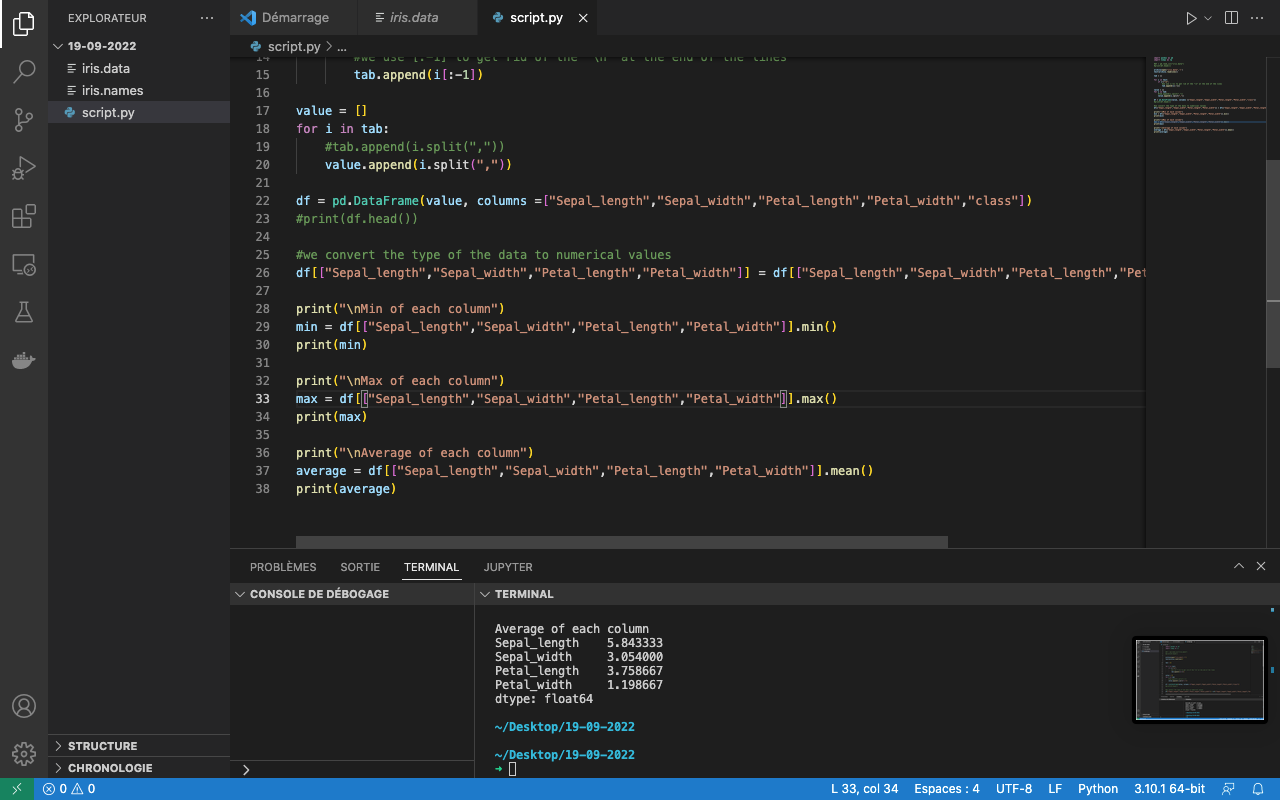 EXPLORATEUR
Démarrage
iris.data
script.py
19-09-2022
script.py > ...
iris.data
iris.names
script.py
14 #we use [:-1] to get rid of the "\n" at the end of the lines
15 tab.append(i[:-1])
16
17 value = []
18 for i in tab:
19 #tab.append(i.split(","))
20 value.append(i.split(","))
21
22 df = pd.DataFrame(value, columns =["Sepal_length","Sepal_width","Petal_length","Petal_width","class"])
23 #print(df.head())
24
25 #we convert the type of the data to numerical values
26 df[["Sepal_length","Sepal_width","Petal_length","Petal_width"]] = df[["Sepal_length","Sepal_width","Petal_length","Pet
27
28 print("\nMin of each column")
29 min = df[["Sepal_length","Sepal_width","Petal_length","Petal_width"]].min()
30 print(min)
31
32 print("\nMax of each column")
33 max = df[["Sepal_length","Sepal_width","Petal_length","Petal_width"]].max()
34 print(max)
35
36 print("\nAverage of each column")
37 average = df[["Sepal_length","Sepal_width","Petal_length","Petal_width"]].mean()
38 print(average)
PROBLÈMES SORTIE TERMINAL JUPYTER
CONSOLE DE DÉBOGAGE
TERMINAL
Average of each column
Sepal_length 5.843333
Sepal_width 3.054000
Petal_length 3.758667
Petal_width 1.198667
dtype: float64
~/Desktop/19-09-2022
~/Desktop/19-09-2022
→
STRUCTURE
CHRONOLOGIE
0 0
L 33, col 34 Espaces : 4 UTF-8 LF Python 3.10.1 64-bit